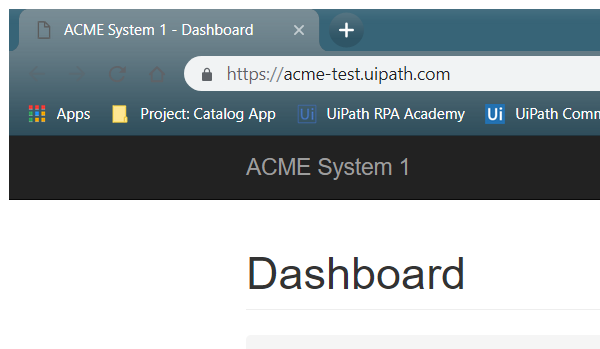 ACME System 1 - Dashboard
https://acme-test.uipath.com
Apps Project: Catalog App Ui UiPath RPA Academy Ui UiPath Comm
ACME System 1
Dashboard